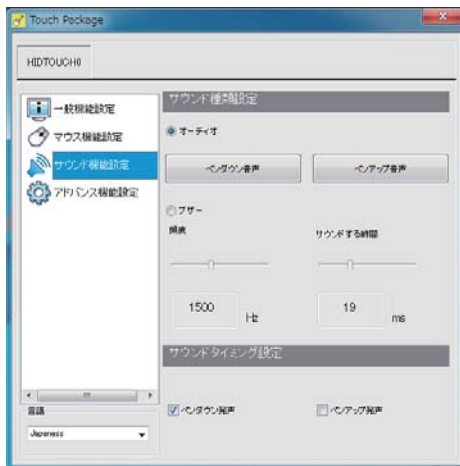 Touch Package
HIDTOUCH0
一般機能設定
マウス機能設定
サウンド機能設定
アドバンス機能設定
言語
Japanese
サウンド種類設定
オーディオ
ペンダウン音声
ペンアップ音声
ブザー
頻度
サウンドする時間
1500
Hz
19
ms
サウンドタイミング設定
ペンダウン発声
ペンアップ発声